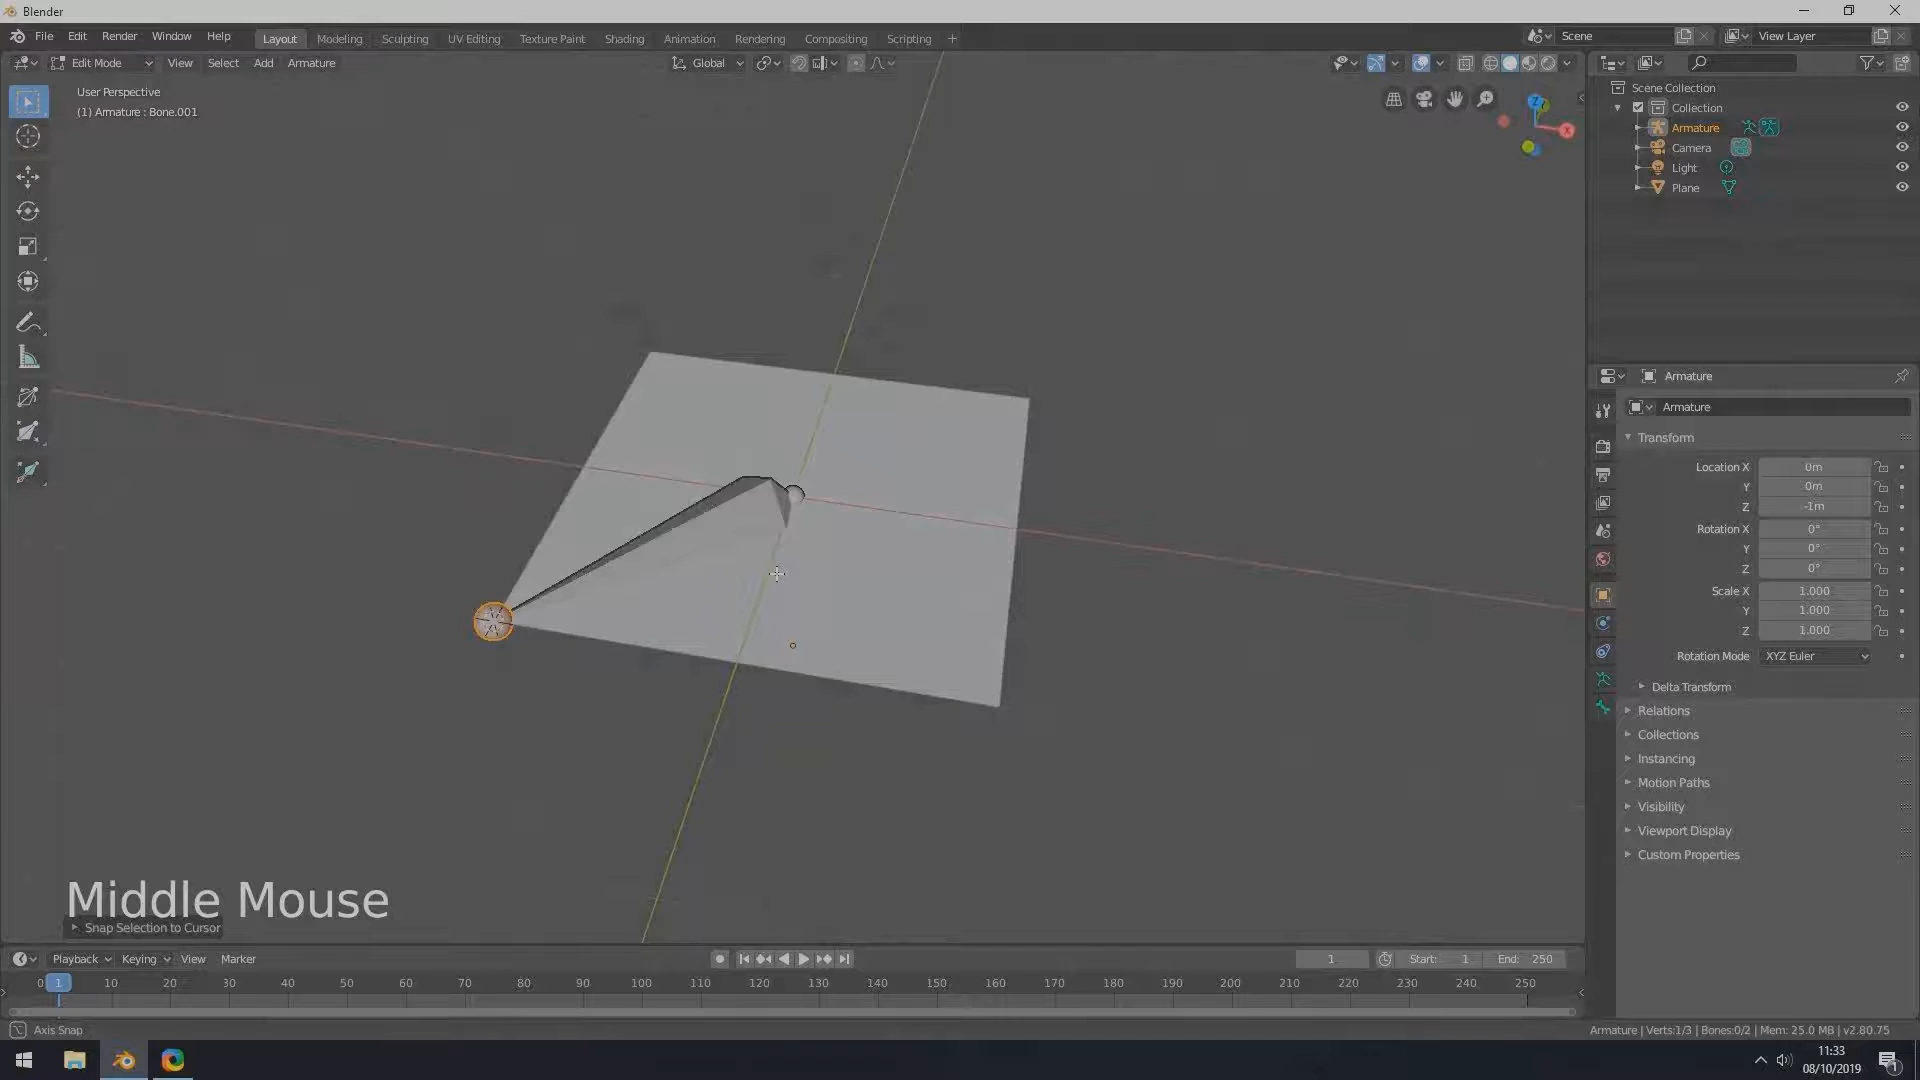 Blender
File Edit Render Window Help Layout Modeling Sculpting UV Editing Texture Paint Shading Animation Rendering Compositing Scripting + Scene View Layer
Edit Mode View Select Add Armature Global
User Perspective
(1) Armature : Bone.001
Z
X
Scene Collection
Collection
Armature
Camera
Light
Plane
Armature
Armature
Transform
Location X 0m
Y 0m
Z -1m
Rotation X 0°
Y 0°
Z 0°
Scale X 1.000
Y 1.000
Z 1.000
Rotation Mode XYZ Euler
Delta Transform
Relations
Collections
Instancing
Motion Paths
Visibility
Viewport Display
Custom Properties
Middle Mouse
Snap Selection to Cursor
Playback Keying View Marker 1 Start: 1 End: 250
0 1 10 20 30 40 50 60 70 80 90 100 110 120 130 140 150 160 170 180 190 200 210 220 230 240 250
Axis Snap
Armature | Verts:1/3 | Bones:0/2 | Mem: 25.0 MB | v2.80.75
11:33
08/10/2019
1